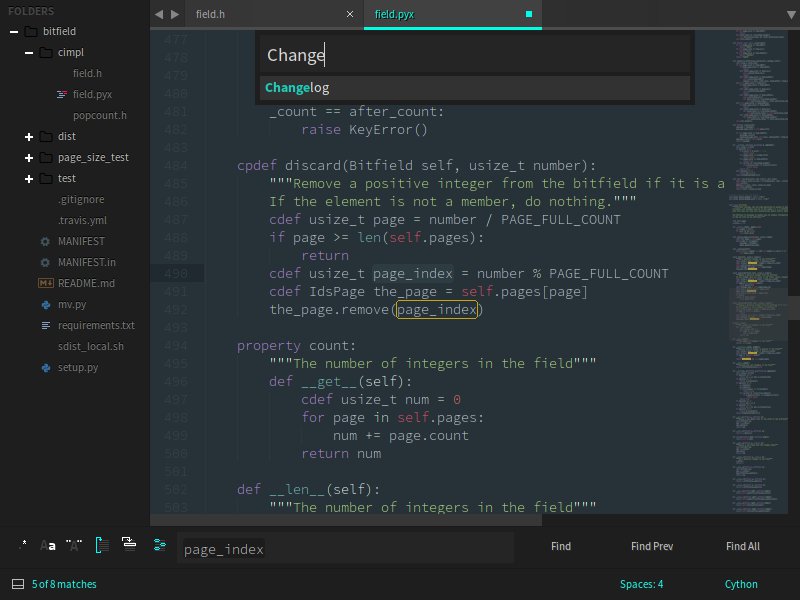 FOLDERS
bitfield
cimpl
field.h
field.pyx
popcount.h
dist
page_size_test
test
.gitignore
.travis.yml
MANIFEST
MANIFEST.in
README.md
mv.py
requirements.txt
sdist_local.sh
setup.py
field.h
field.pyx
Change
Changelog
477
478
479
480
481 _count == after_count:
482 raise KeyError()
483
484 cpdef discard(Bitfield self, usize_t number):
485 """Remove a positive integer from the bitfield if it is a
486 If the element is not a member, do nothing."""
487 cdef usize_t page = number / PAGE_FULL_COUNT
488 if page >= len(self.pages):
489 return
490 cdef usize_t page_index = number % PAGE_FULL_COUNT
491 cdef IdsPage the_page = self.pages[page]
492 the_page.remove(page_index)
493
494 property count:
495 """The number of integers in the field"""
496 def __get__(self):
497 cdef usize_t num = 0
498 for page in self.pages:
499 num += page.count
500 return num
501
502 def __len__(self):
503 """The number of integers in the field"""
.* Aa "A" page_index Find Find Prev Find All
5 of 8 matches Spaces: 4 Cython